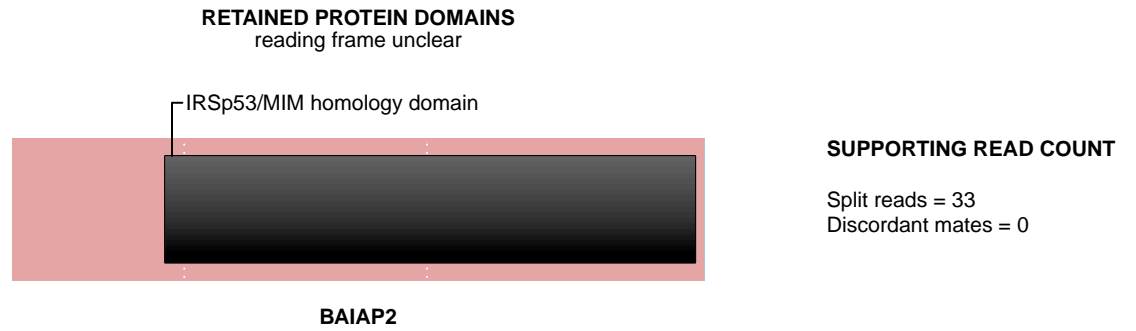 RETAINED PROTEIN DOMAINS
reading frame unclear
IRSp53/MIM homology domain
SUPPORTING READ COUNT
Split reads = 33
Discordant mates = 0
BAIAP2